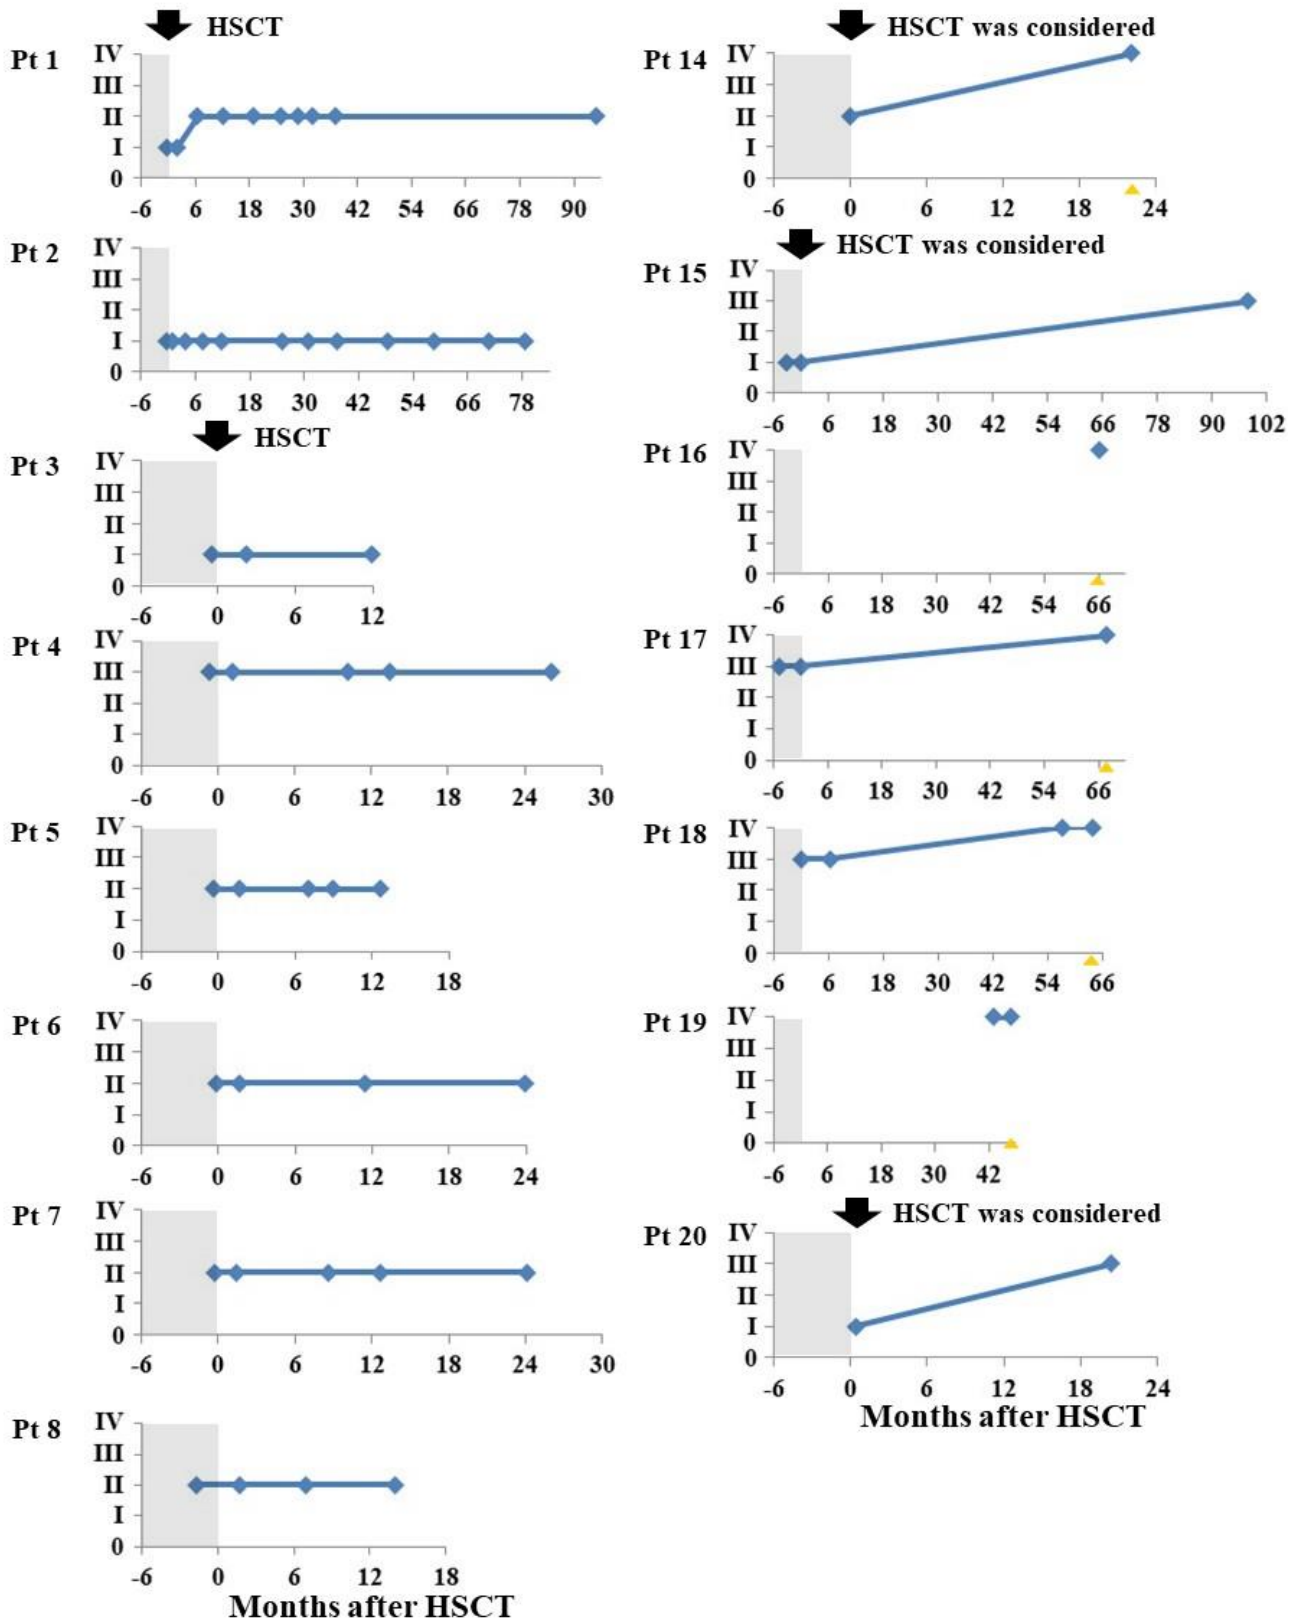 HSCT
Pt 1
IV
III
II
I
0
-6 6 18 30 42 54 66 78 90
Pt 2
IV
III
II
I
0
-6 6 18 30 42 54 66 78
HSCT
Pt 3
IV
III
II
I
0
-6 0 12
Pt 4
IV
III
II
I
0
-6 0 6 12 18 24 30
Pt 5
IV
III
II
I
0
-6 0 6 12 18
Pt 6
IV
III
II
I
0
-6 0 6 12 18 24
Pt 7
IV
III
II
I
0
-6 0 6 12 18 24 30
Pt 8
IV
III
II
I
0
-6 0 6 12 18
Months after HSCT
HSCT was considered
Pt 14
IV
III
II
I
0
-6 0 6 12 18 24
HSCT was considered
Pt 15
IV
III
II
I
0
-6 6 18 30 42 54 66 78 90 102
Pt 16
IV
III
II
I
0
-6 6 18 30 42 54 66
Pt 17
IV
III
II
I
0
-6 6 18 30 42 54 66
Pt 18
IV
III
II
I
0
-6 6 18 30 42 54 66
Pt 19
IV
III
II
I
0
-6 6 18 30 42
HSCT was considered
Pt 20
IV
III
II
I
0
-6 0 6 12 18 24
Months after HSCT